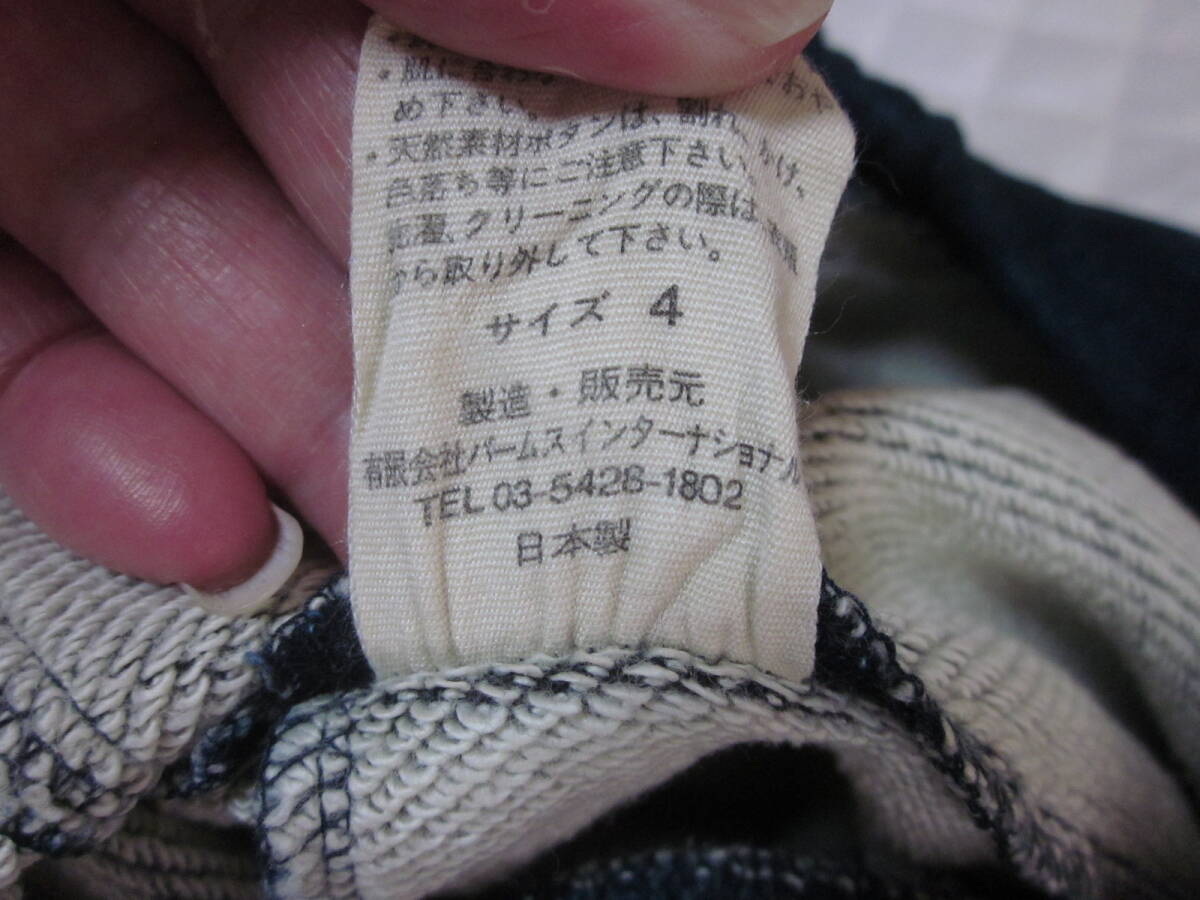 ・肌に合わな
め下さい。
・天然素材ボタンは、割れ、かけ、
色落ち等にご注意下さい
洗濯、クリーニングの際は
から取り外して下さい。
サイズ 4
製造・販売元
有限会社パームスインターナショナル
TEL 03-5428-1802
日本製